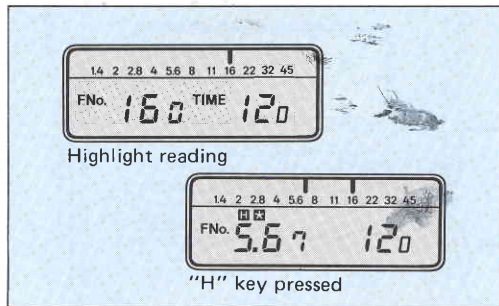 1.4 2 2.8 4 5.6 8 11 16 22 32 45
FNo. 16 0 TIME 120
Highlight reading
1.4 2 2.8 4 5.6 8 11 16 22 32 45
H *
FNo. 5.6 7 120
"H" key pressed